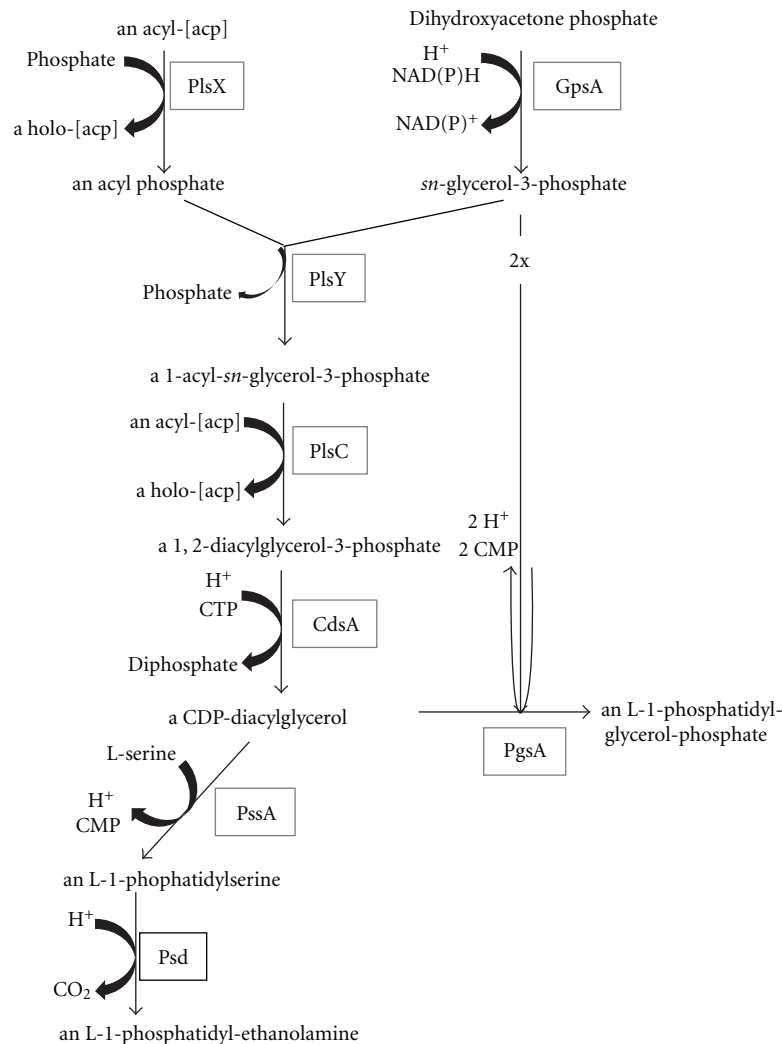 an acyl-[acp]
Phosphate
PlsX
a holo-[acp]
an acyl phosphate
Dihydroxyacetone phosphate
H+
NAD(P)H
GpsA
NAD(P)+
sn-glycerol-3-phosphate
2x
PlsY
Phosphate
a 1-acyl-sn-glycerol-3-phosphate
an acyl-[acp]
PlsC
a holo-[acp]
a 1, 2-diacylglycerol-3-phosphate
2 H+
2 CMP
H+
CTP
CdsA
Diphosphate
a CDP-diacylglycerol
an L-1-phosphatidyl-
glycerol-phosphate
PgsA
L-serine
H+
CMP
PssA
an L-1-phophatidylserine
H+
Psd
CO2
an L-1-phosphatidyl-ethanolamine